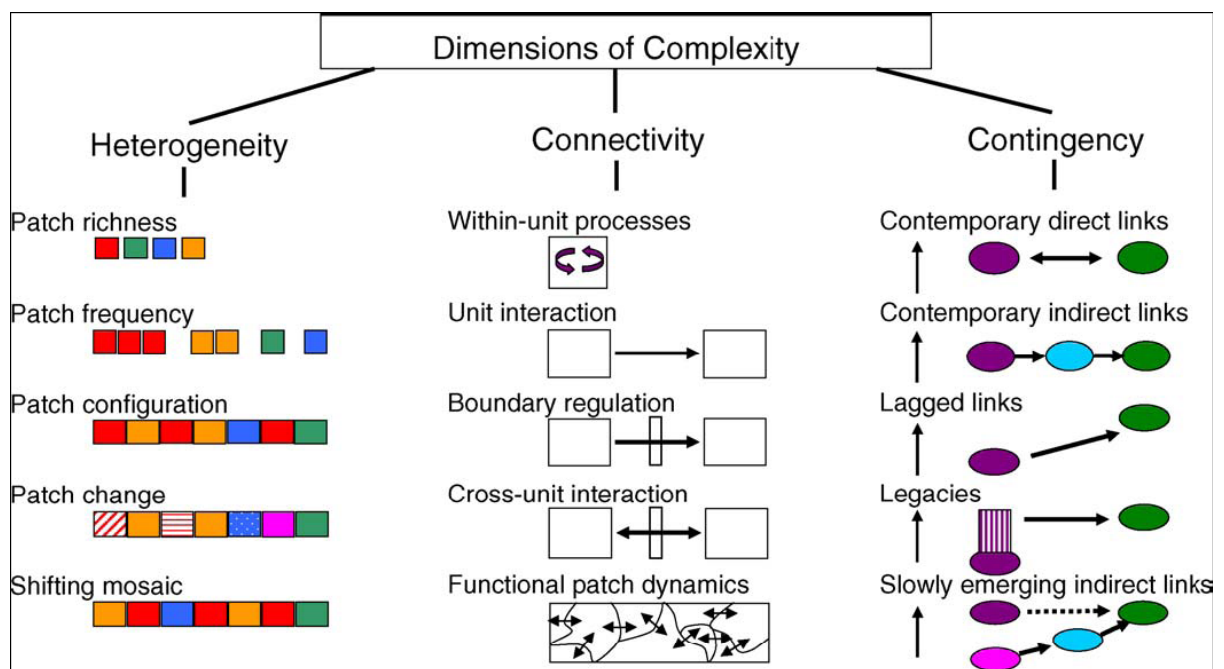 Dimensions of Complexity
Heterogeneity
Patch richness
Patch frequency
Patch configuration
Patch change
Shifting mosaic
Connectivity
Within-unit processes
Unit interaction
Boundary regulation
Cross-unit interaction
Functional patch dynamics
Contingency
Contemporary direct links
Contemporary indirect links
Lagged links
Legacies
Slowly emerging indirect links